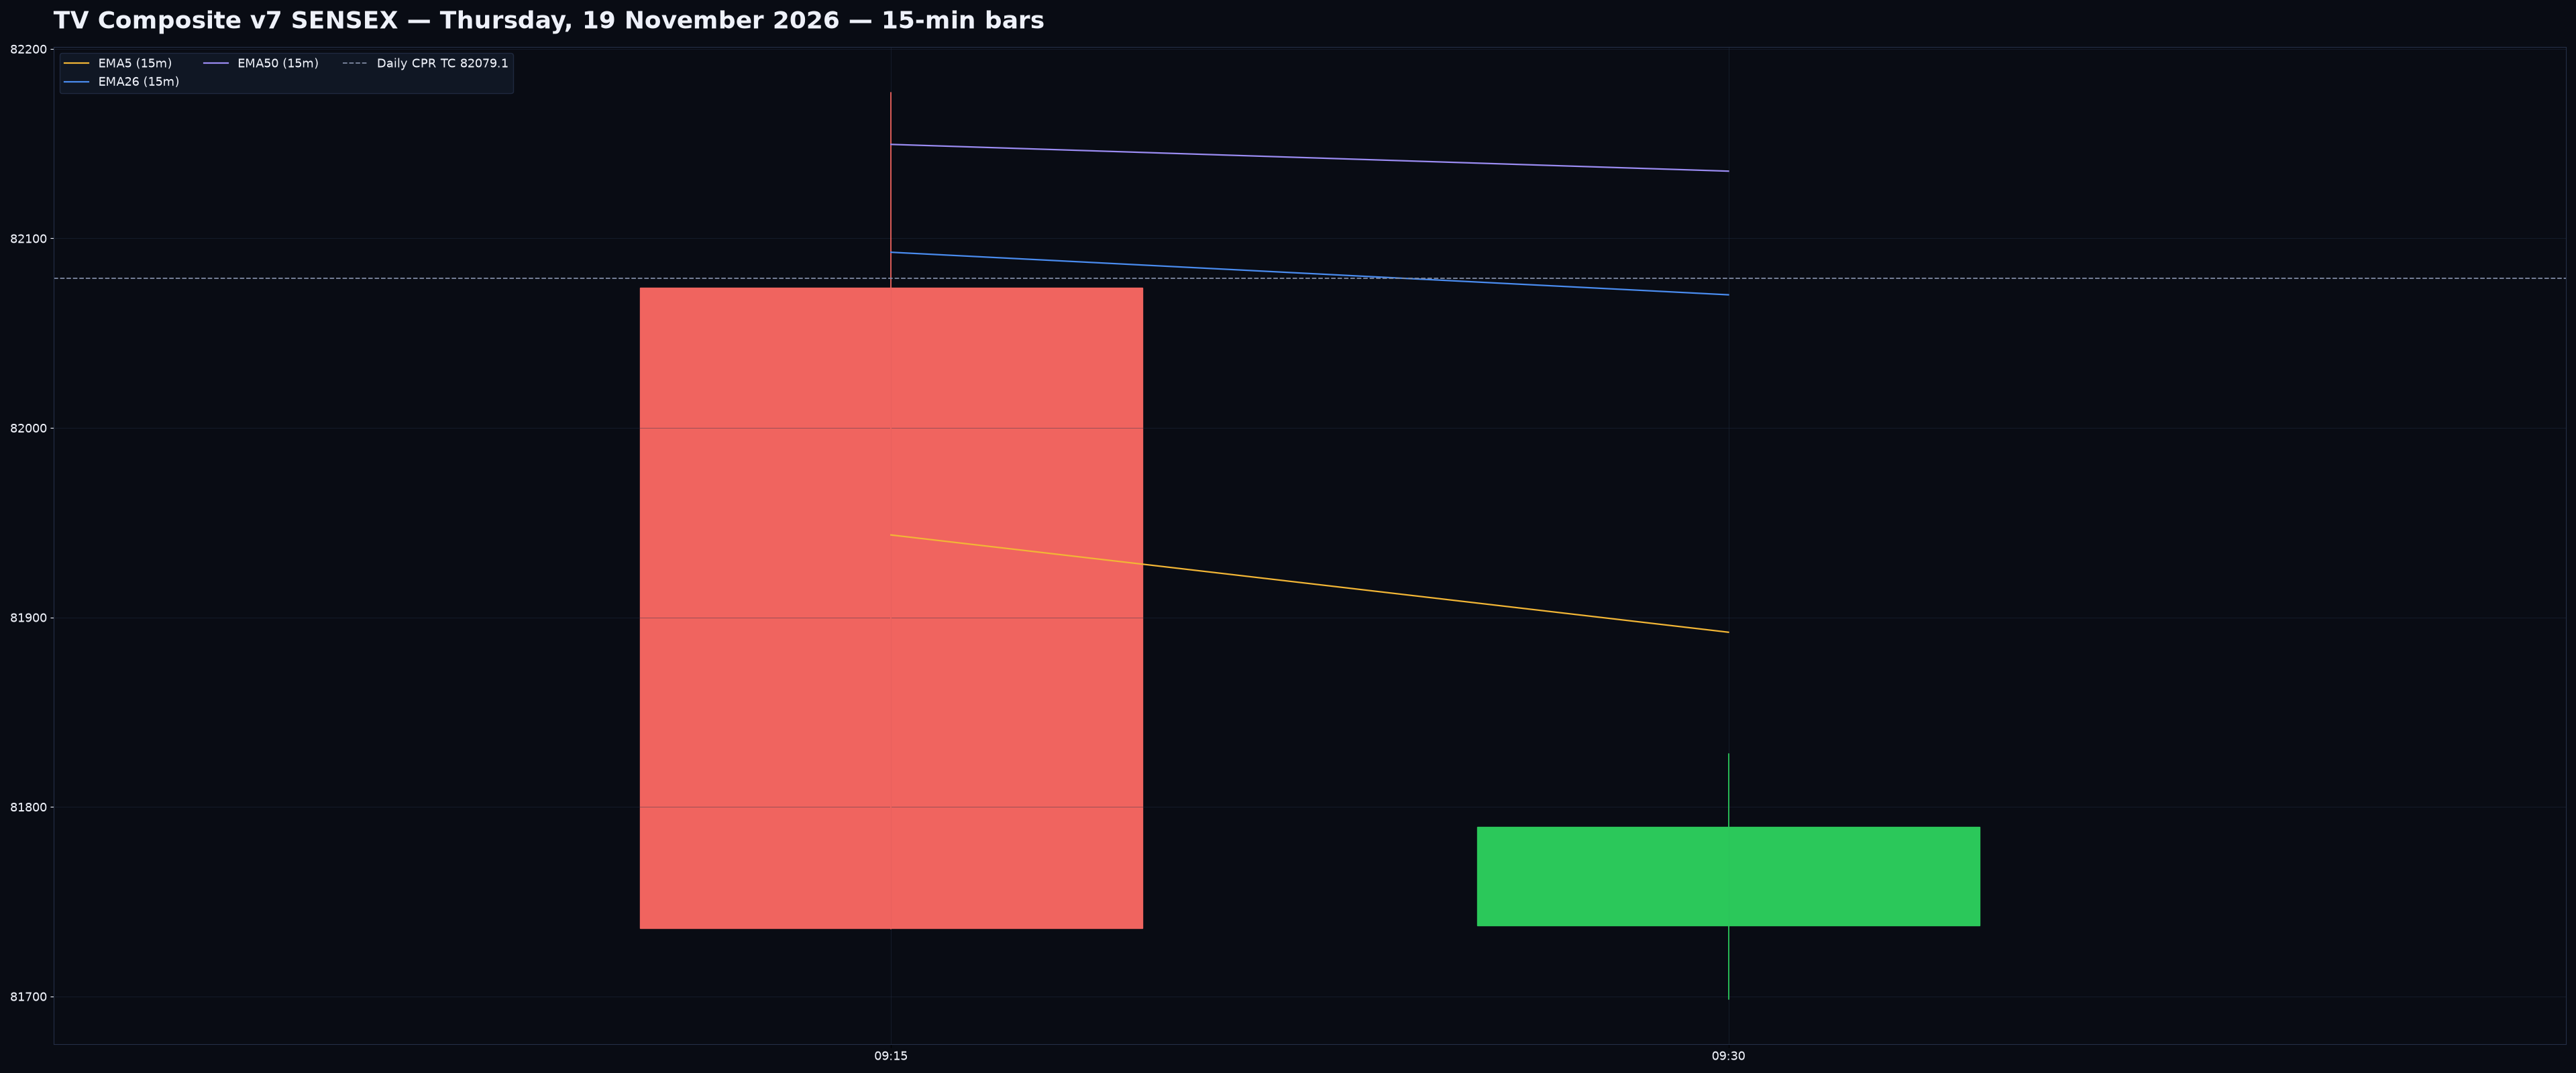 TV Composite v7 SENSEX — Thursday, 19 November 2026 — 15-min bars
EMA5 (15m) EMA50 (15m) Daily CPR TC 82079.1
EMA26 (15m)
82200
82100
82000
81900
81800
81700
09:15 09:30